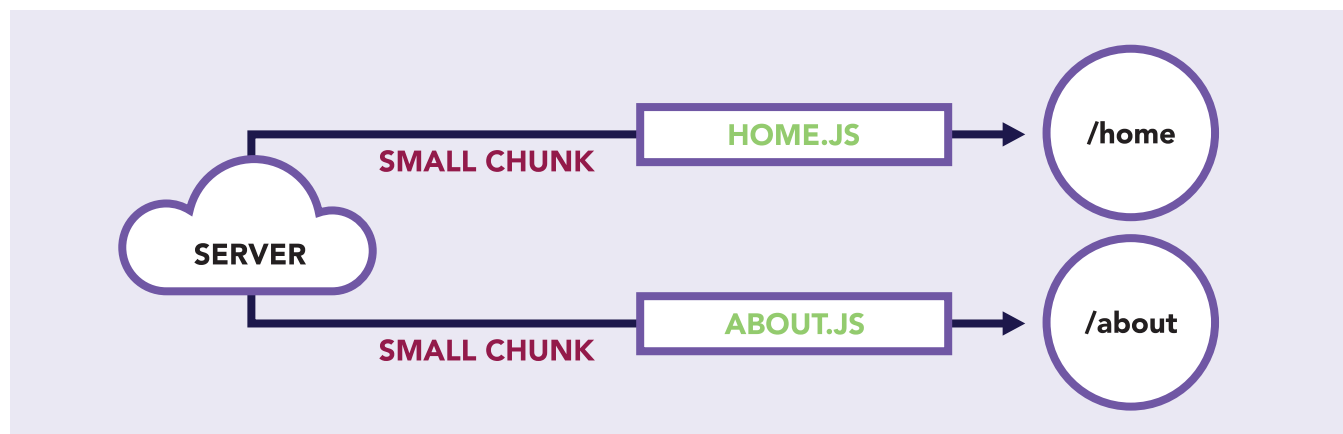 HOME.JS
/home
SMALL CHUNK
SERVER
ABOUT.JS
/about
SMALL CHUNK